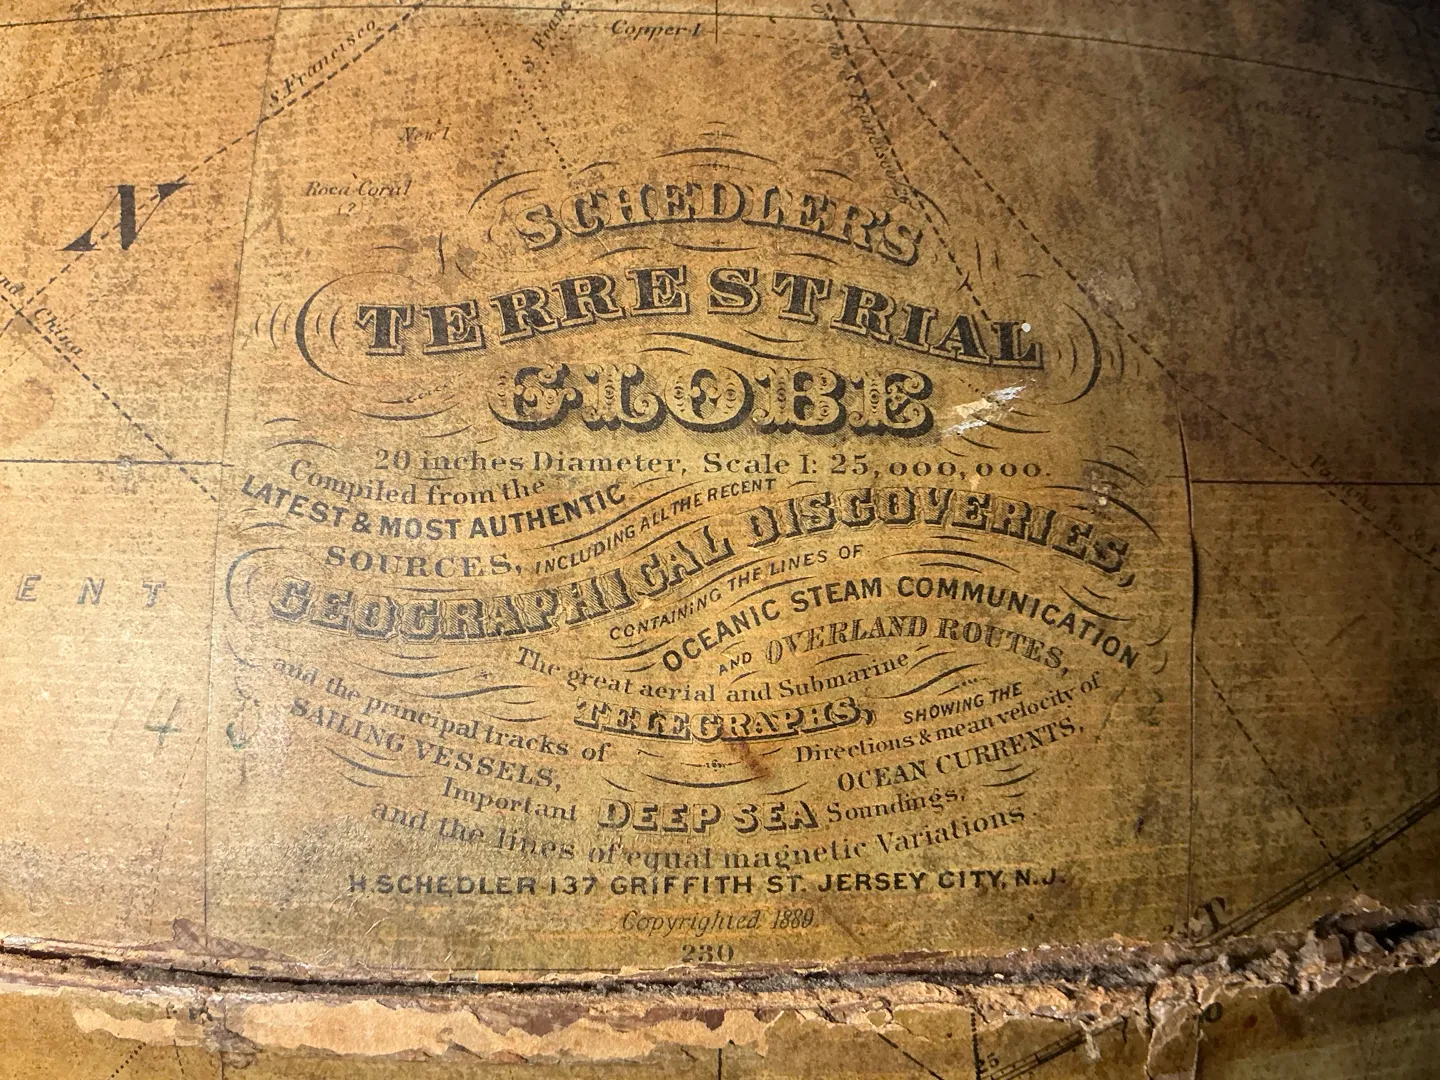 S Francisco
S Franc
Copper I
S Francisco
New I
Roca Coral
(?)
N
SCHEDLER'S
TERRESTRIAL
GLOBE
China
20 inches Diameter, Scale I: 25,000,000.
Compiled from the
LATEST & MOST AUTHENTIC
SOURCES, INCLUDING ALL THE RECENT
GEOGRAPHICAL DISCOVERIES,
CONTAINING THE LINES OF
OCEANIC STEAM COMMUNICATION
AND OVERLAND ROUTES,
The great aerial and Submarine
TELEGRAPHS,
and the principal tracks of
SAILING VESSELS,
SHOWING THE
Directions & mean velocity of
OCEAN CURRENTS,
Important DEEP SEA Soundings,
and the lines of equal magnetic Variations
H. SCHEDLER 137 GRIFFITH ST. JERSEY CITY, N.J.
Copyrighted 1889.
230
ENT
T
5
25